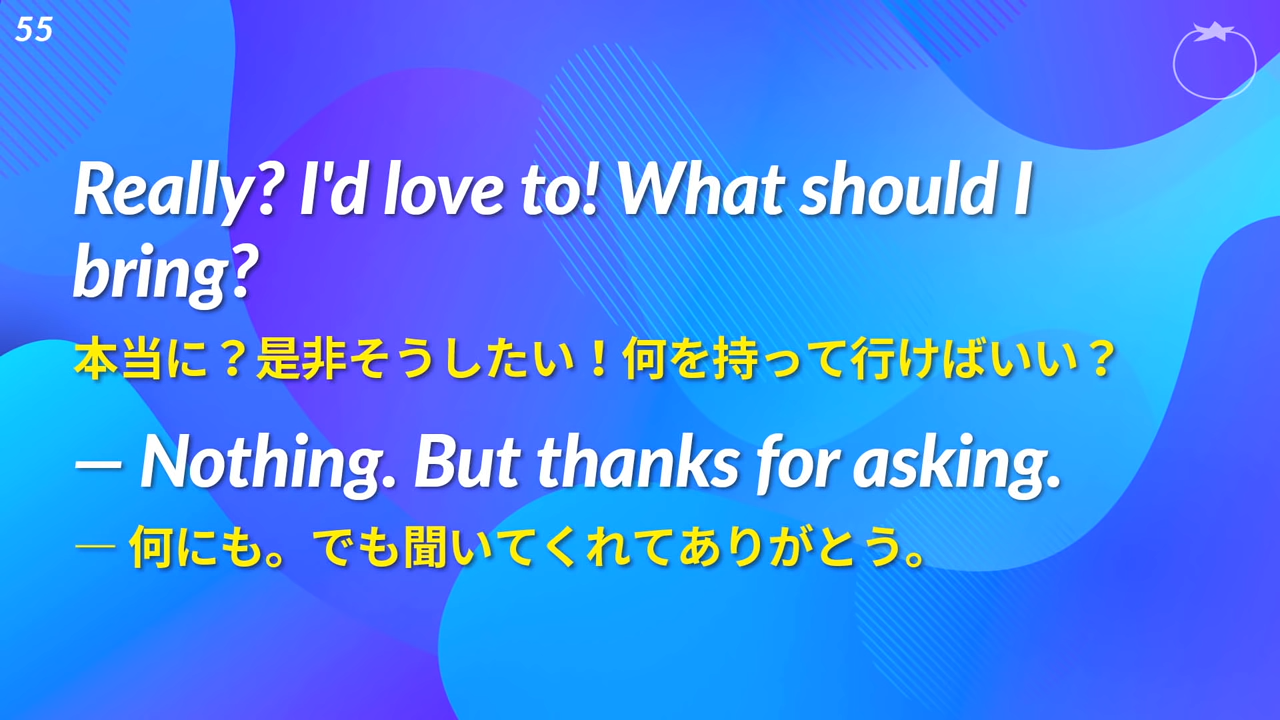 55
Really? I'd love to! What should I
bring?
本当に？是非そうしたい！何を持って行けばいい？
– Nothing. But thanks for asking.
― 何にも。でも聞いてくれてありがとう。